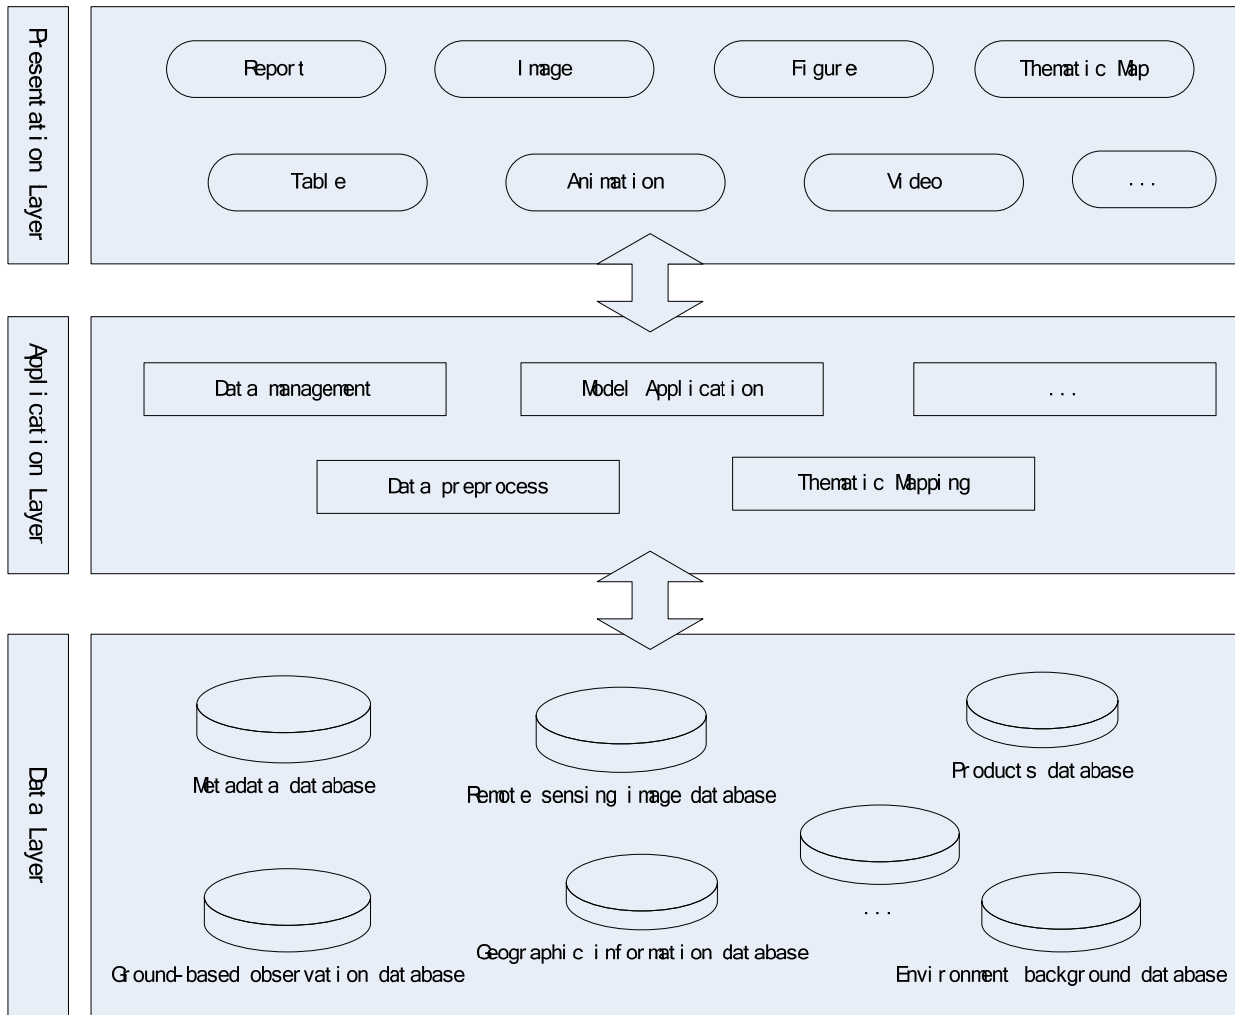 Presentation Layer
Report
Image
Figure
Thematic Map
Table
Animation
Video
...
Application Layer
Data management
Model Application
...
Data preprocess
Thematic Mapping
Data Layer
Metadata database
Remote sensing image database
Products database
...
Ground-based observation database
Geographic information database
Environment background database